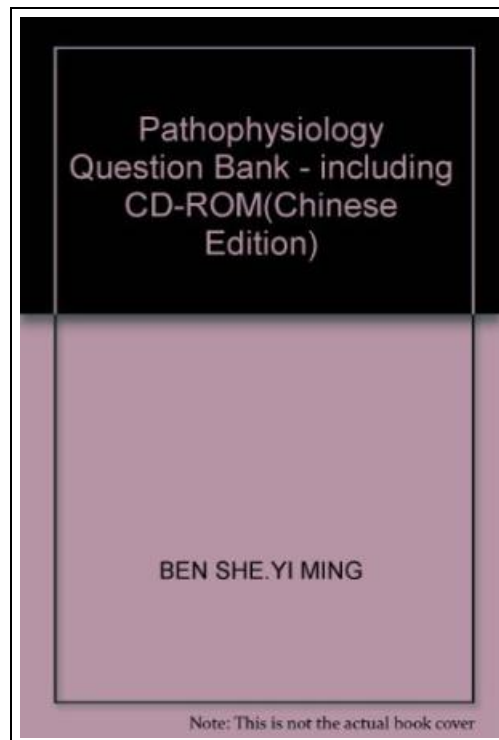 Pathophysiology
Question Bank - including
CD-ROM(Chinese
Edition)
BEN SHE.YI MING
Note: This is not the actual book cover